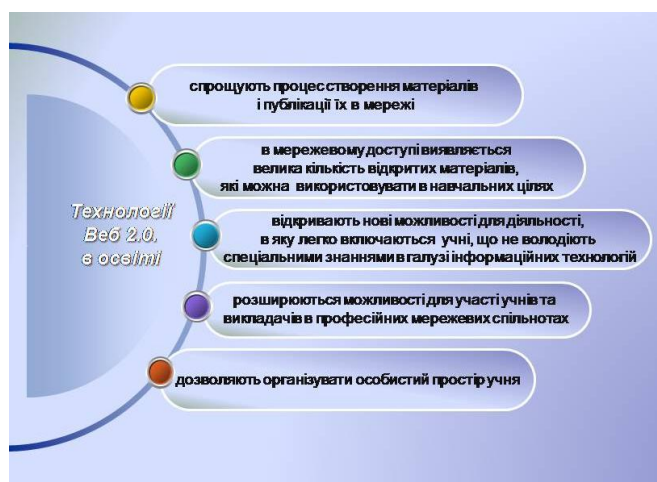 спрощують процес створення матеріалів
і публікації їх в мережі
в мережевому доступі виявляється
велика кількість відкритих матеріалів,
які можна використовувати в навчальних цілях
Технології
Веб 2.0.
в освіті
відкривають нові можливості для діяльності,
в яку легко включаються учні, що не володіють
спеціальними знаннями в галузі інформаційних технологій
розширюються можливості для участі учнів та
викладачів в професійних мережевих спільнотах
дозволяють організувати особистий простір учня